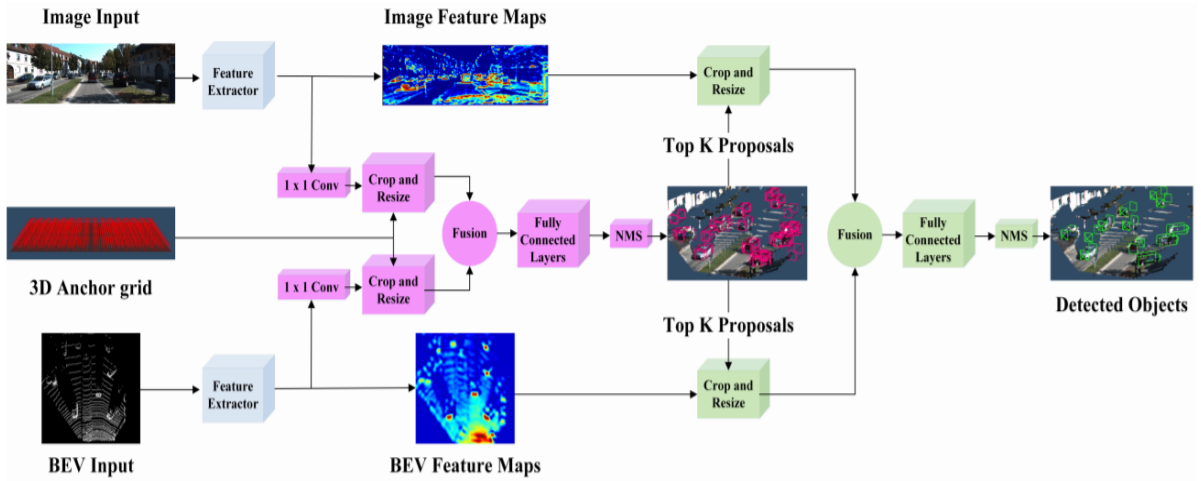 Image Input
Image Feature Maps
Feature
Extractor
Crop and
Resize
Top K Proposals
1 x 1 Conv
Crop and
Resize
Fusion
Fully
Connected
Layers
NMS
Fusion
Fully
Connected
Layers
NMS
3D Anchor grid
1 x 1 Conv
Crop and
Resize
Detected Objects
Top K Proposals
Feature
Extractor
Crop and
Resize
BEV Input
BEV Feature Maps